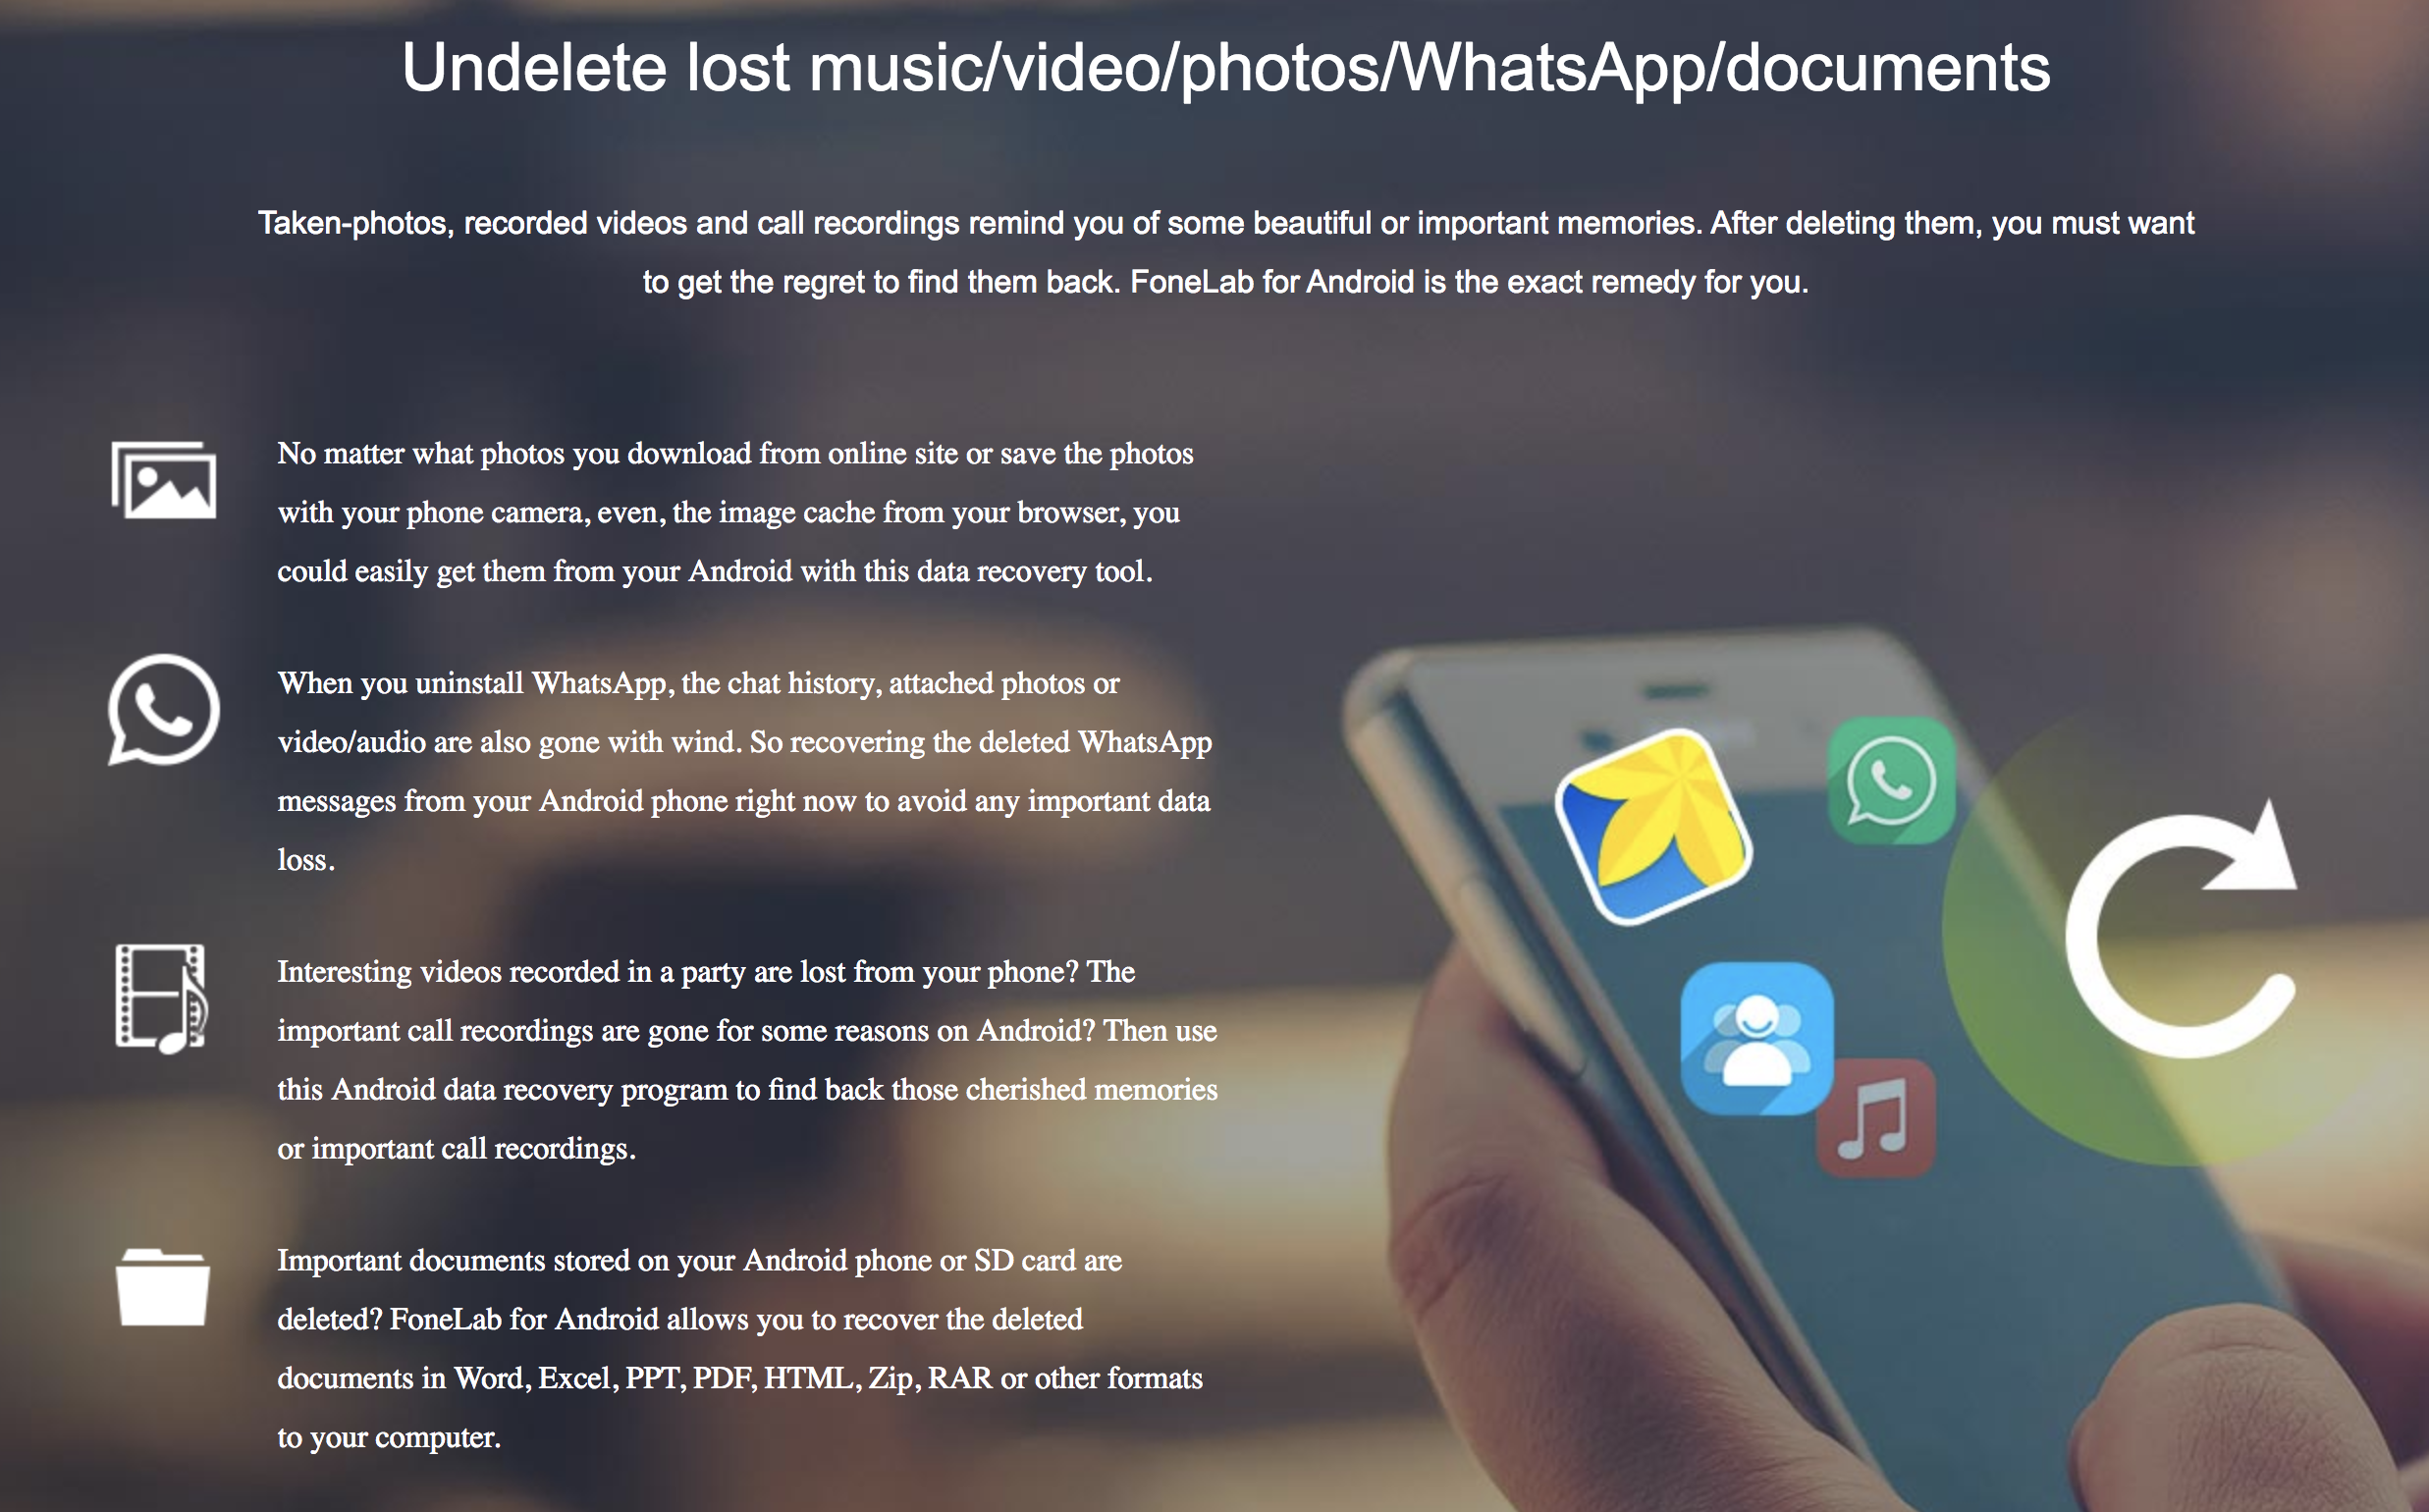 Undelete lost music/video/photos/WhatsApp/documents
Taken-photos, recorded videos and call recordings remind you of some beautiful or important memories. After deleting them, you must want
to get the regret to find them back. FoneLab for Android is the exact remedy for you.
No matter what photos you download from online site or save the photos
with your phone camera, even, the image cache from your browser, you
could easily get them from your Android with this data recovery tool.
When you uninstall WhatsApp, the chat history, attached photos or
video/audio are also gone with wind. So recovering the deleted WhatsApp
messages from your Android phone right now to avoid any important data
loss.
Interesting videos recorded in a party are lost from your phone? The
important call recordings are gone for some reasons on Android? Then use
this Android data recovery program to find back those cherished memories
or important call recordings.
Important documents stored on your Android phone or SD card are
deleted? FoneLab for Android allows you to recover the deleted
documents in Word, Excel, PPT, PDF, HTML, Zip, RAR or other formats
to your computer.